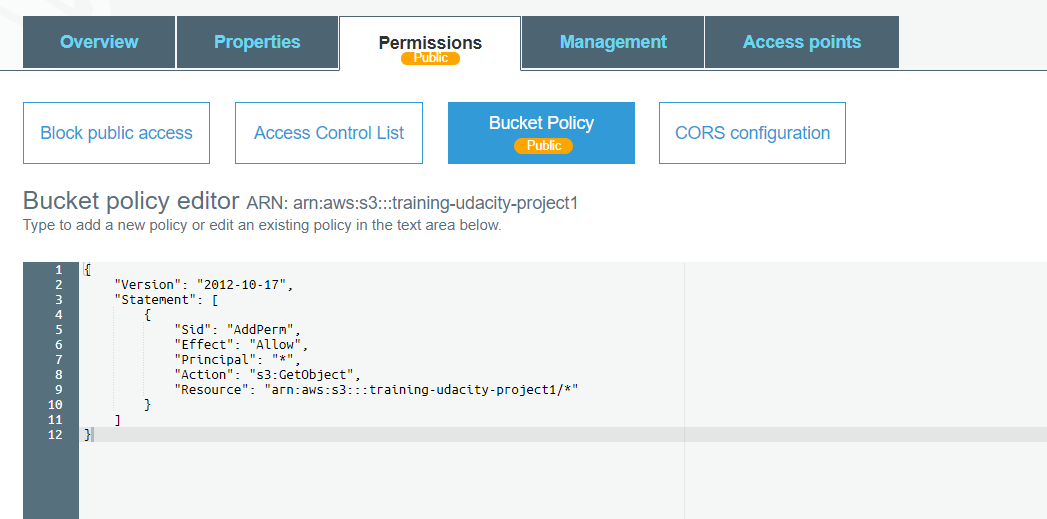 Overview Properties Permissions Management Access points
Public
Block public access Access Control List Bucket Policy CORS configuration
Public
Bucket policy editor ARN: arn:aws:s3:::training-udacity-project1
Type to add a new policy or edit an existing policy in the text area below.
1 {
2 "Version": "2012-10-17",
3 "Statement": [
4 {
5 "Sid": "AddPerm",
6 "Effect": "Allow",
7 "Principal": "*",
8 "Action": "s3:GetObject",
9 "Resource": "arn:aws:s3:::training-udacity-project1/*"
10 }
11 ]
12 }